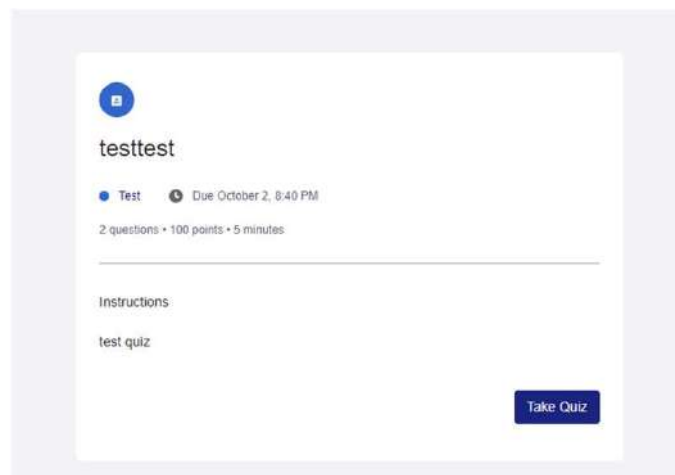 testtest
Test Due October 2, 8:40 PM
2 questions • 100 points • 5 minutes
Instructions
test quiz
Take Quiz